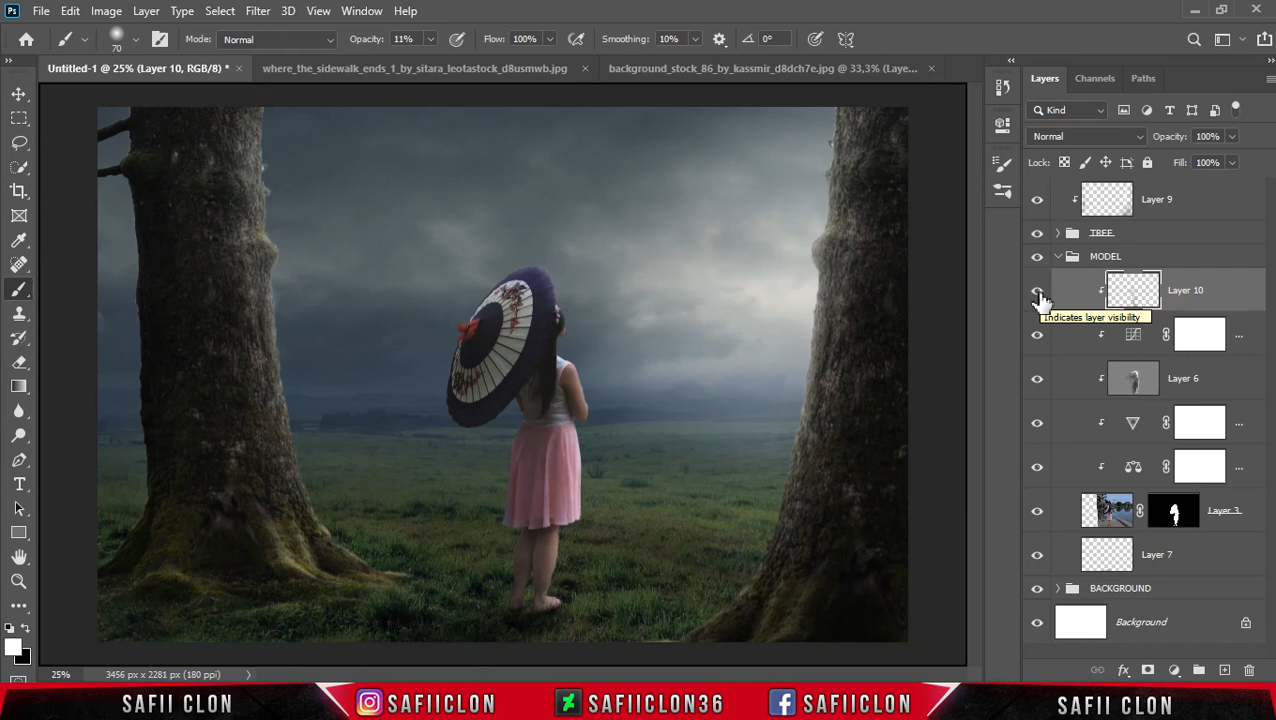 Ps File Edit Image Layer Type Select Filter 3D View Window Help
70 Mode: Normal Opacity: 11% Flow: 100% Smoothing: 10% 0°
Untitled-1 @ 25% (Layer 10, RGB/8) * where_the_sidewalk_ends_1_by_sitara_leotastock_d8usmwb.jpg background_stock_86_by_kassmir_d8dch7e.jpg @ 33,3% (Laye...
Layers Channels Paths
Kind
Normal Opacity: 100%
Lock: Fill: 100%
Layer 9
TREE
MODEL
Layer 10
Indicates layer visibility
...
Layer 6
...
...
Layer 3
Layer 7
BACKGROUND
Background
25% 3456 px x 2281 px (180 ppi)
fx
SAFII CLON SAFIICLON SAFIICLON36 SAFIICLON SAFII CLON